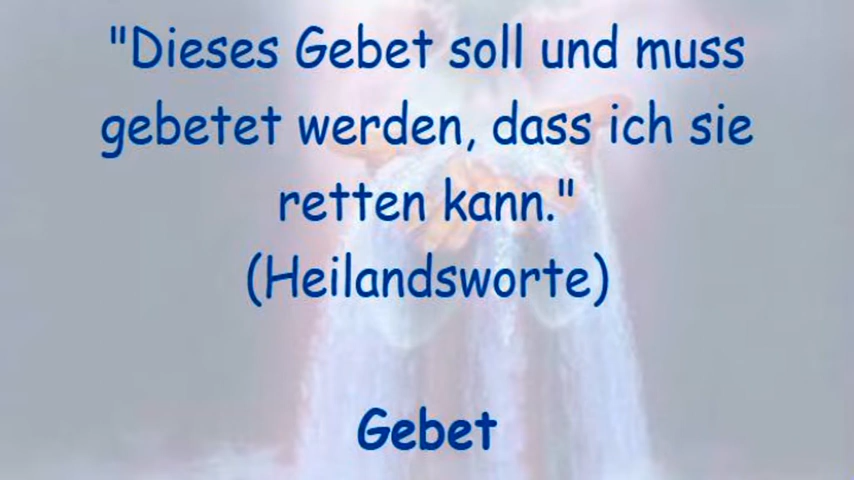 "Dieses Gebet soll und muss
gebetet werden, dass ich sie
retten kann."
(Heilandsworte)
Gebet